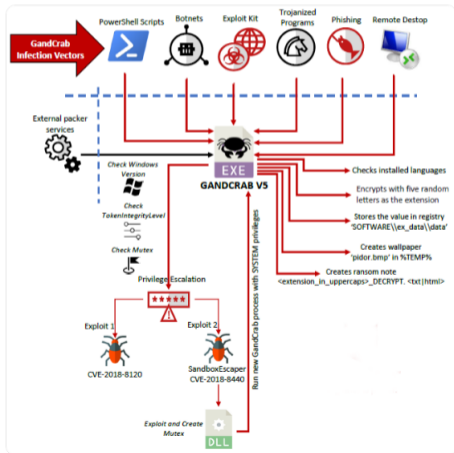 GandCrab
Infection Vectors
PowerShell Scripts
Botnets
Exploit Kit
Trojanized
Programs
Phishing
Remote Destop
External packer
services
EXE
GANDCRAB V5
Check Windows
Version
Check
TokenIntegrityLevel
Check Mutex
Privilege Escalation
*****
Exploit 1
CVE-2018-8120
Exploit 2
SandboxEscaper
CVE-2018-8440
Exploit and Create
Mutex
DLL
Run new GandCrab process with SYSTEM privileges
Checks installed languages
Encrypts with five random
letters as the extension
Stores the value in registry
'SOFTWARE\\ex_data\\data'
Creates wallpaper
'pidor.bmp' in %TEMP%
Creates ransom note
<extension_in_uppercaps>_DECRYPT. <txt|html>